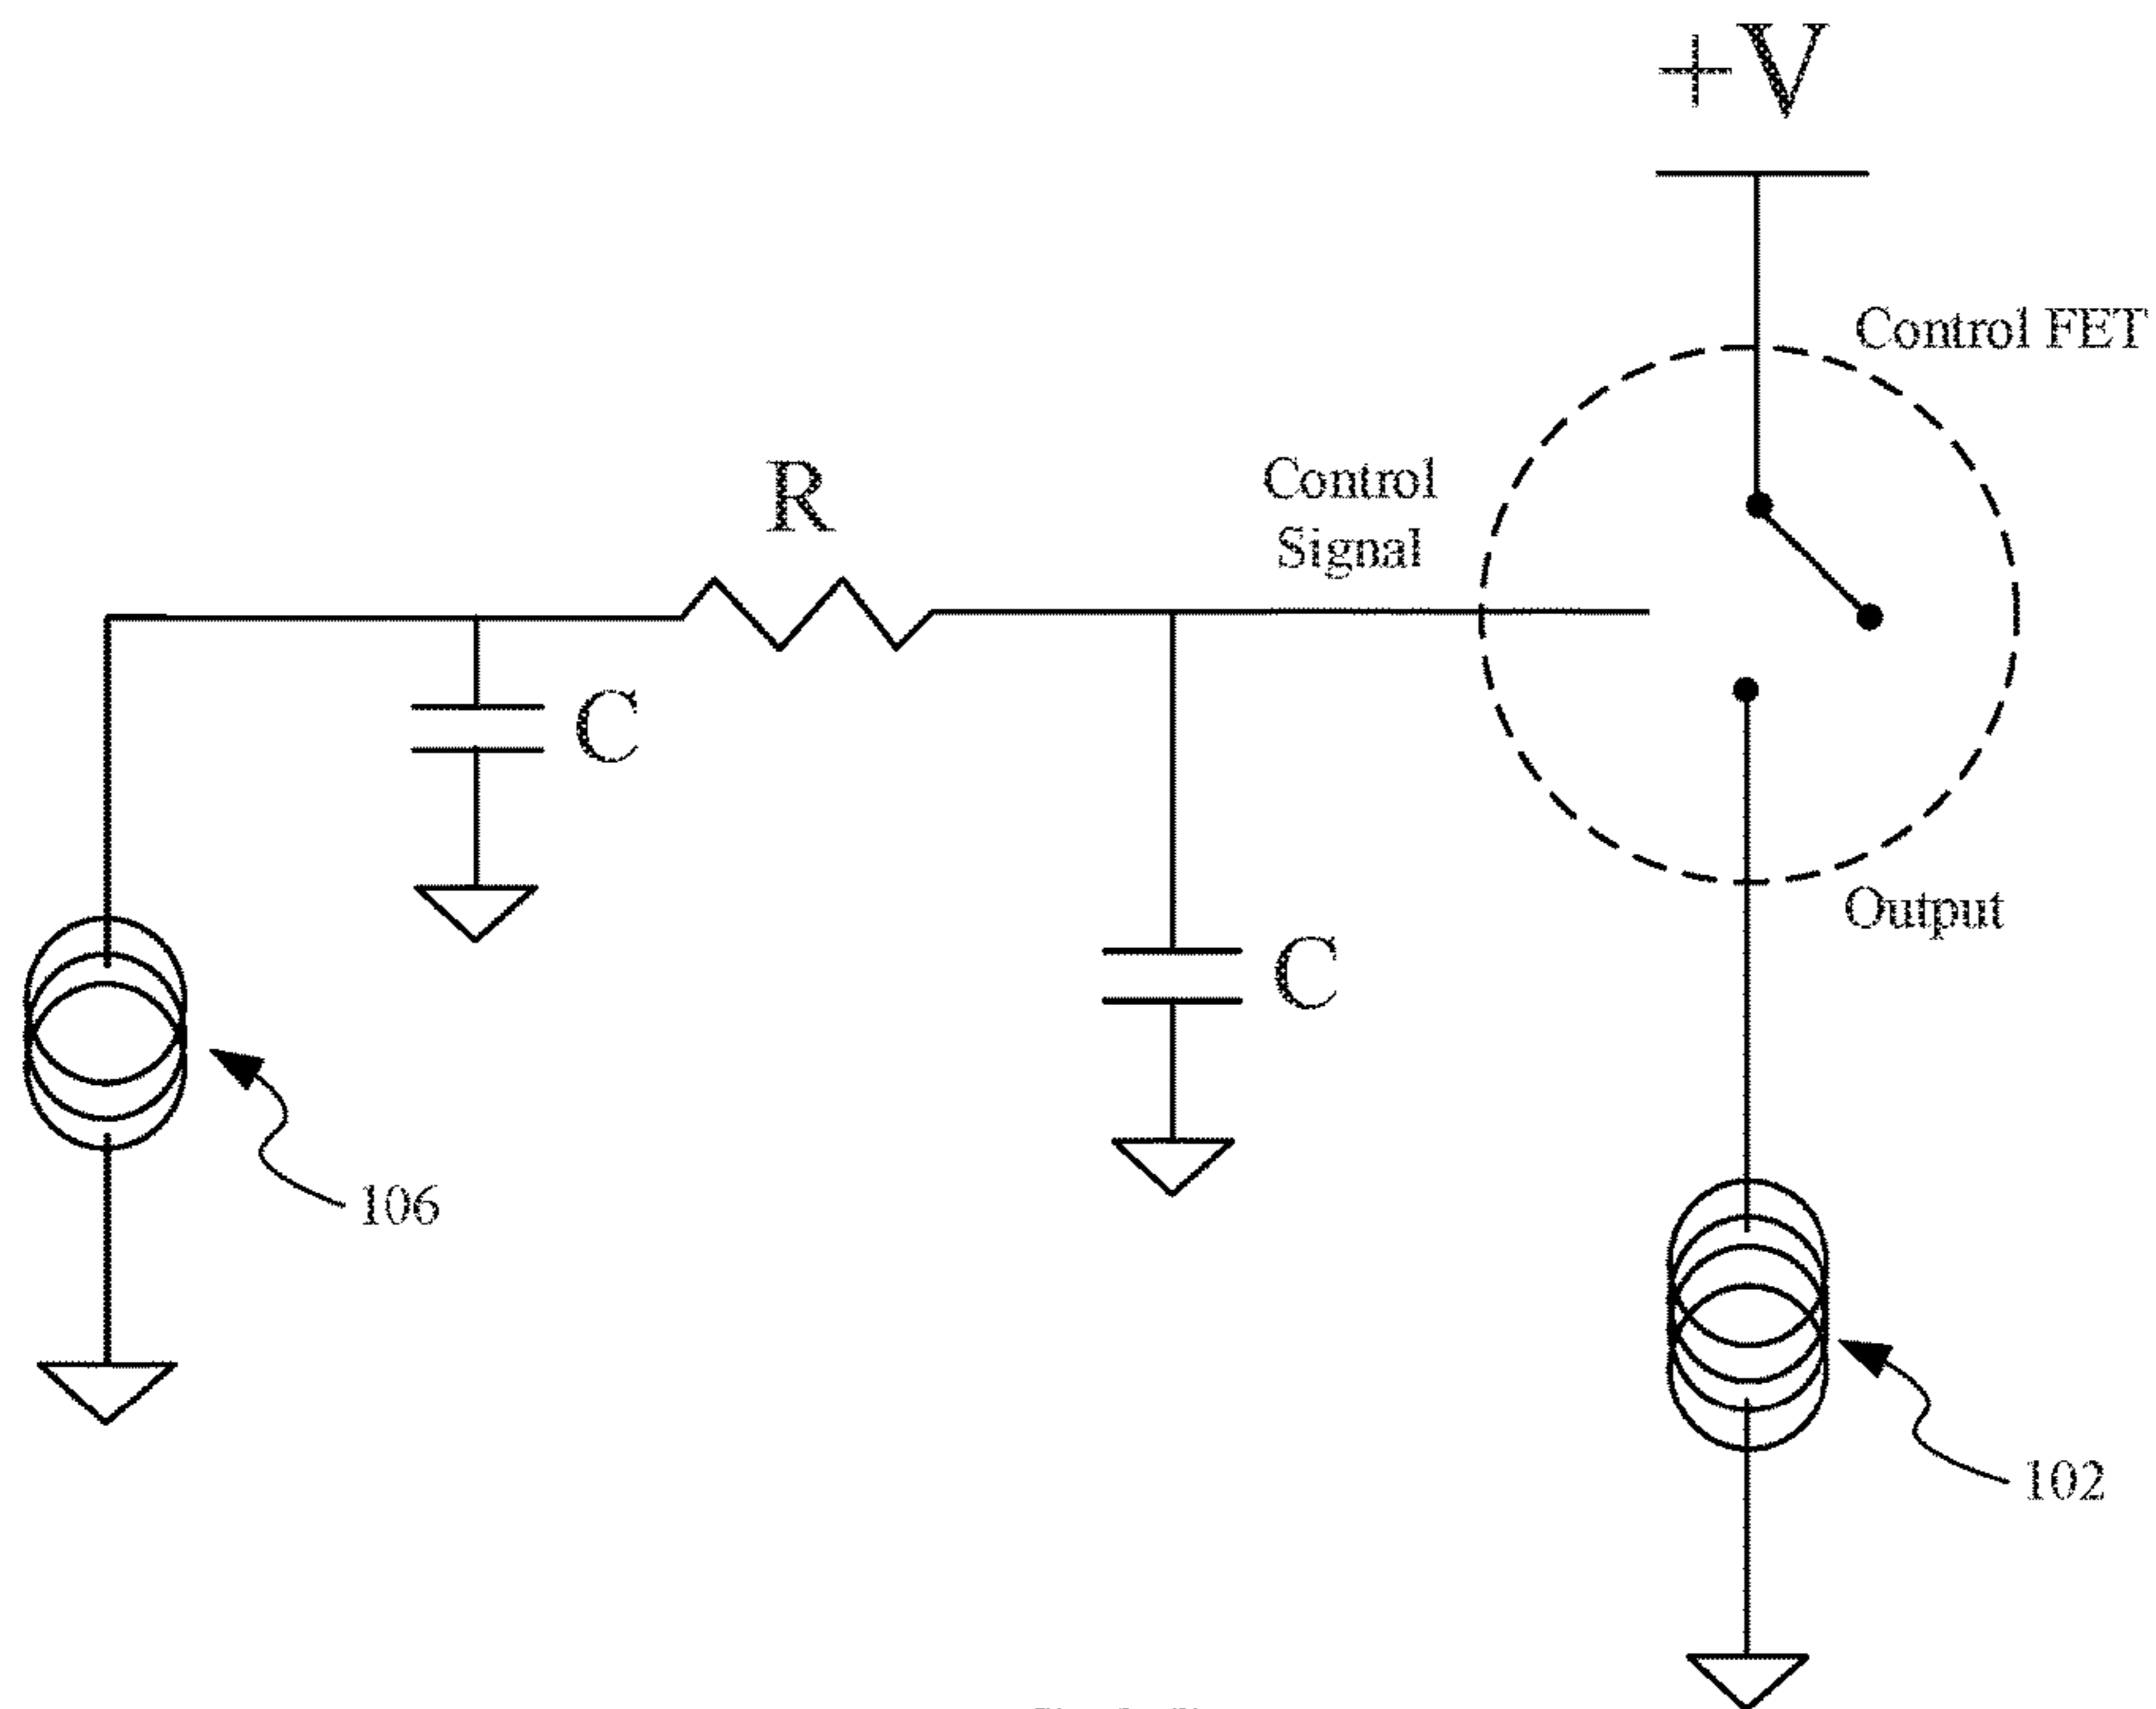 +V
Control FET
R
Control
Signal
C
Output
C
106
102